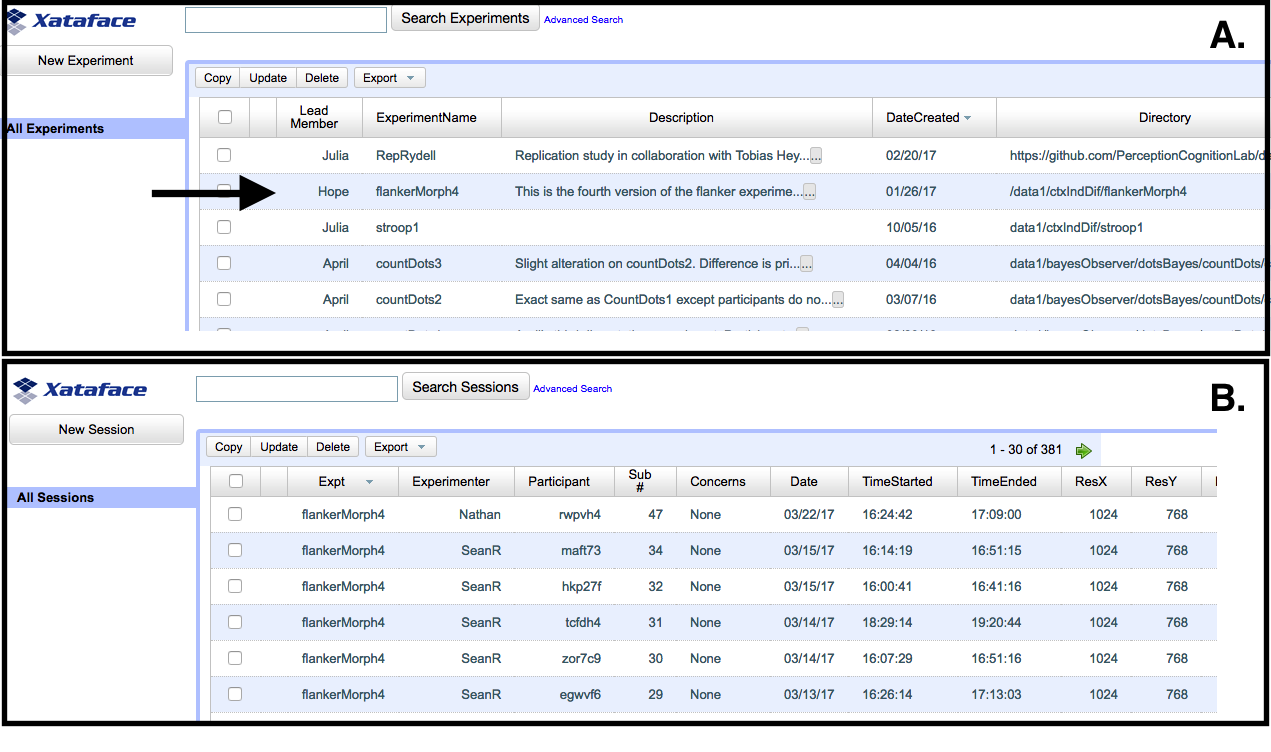 Xataface
Search Experiments Advanced Search
A.
New Experiment
Copy Update Delete Export
All Experiments
Lead Member ExperimentName Description DateCreated Directory
Julia RepRydell Replication study in collaboration with Tobias Hey...... 02/20/17 https://github.com/PerceptionCognitionLab/d
Hope flankerMorph4 This is the fourth version of the flanker experime...... 01/26/17 /data1/ctxIndDif/flankerMorph4
Julia stroop1 10/05/16 data1/ctxIndDif/stroop1
April countDots3 Slight alteration on countDots2. Difference is pri...... 04/04/16 data1/bayesObserver/dotsBayes/countDots/
April countDots2 Exact same as CountDots1 except participants do no...... 03/07/16 data1/bayesObserver/dotsBayes/countDots/
Xataface
Search Sessions Advanced Search
B.
New Session
Copy Update Delete Export 1 - 30 of 381
All Sessions
Expt Experimenter Participant Sub # Concerns Date TimeStarted TimeEnded ResX ResY
flankerMorph4 Nathan rwpvh4 47 None 03/22/17 16:24:42 17:09:00 1024 768
flankerMorph4 SeanR maft73 34 None 03/15/17 16:14:19 16:51:15 1024 768
flankerMorph4 SeanR hkp27f 32 None 03/15/17 16:00:41 16:41:16 1024 768
flankerMorph4 SeanR tcfdh4 31 None 03/14/17 18:29:14 19:20:44 1024 768
flankerMorph4 SeanR zor7c9 30 None 03/14/17 16:07:29 16:51:16 1024 768
flankerMorph4 SeanR egwvf6 29 None 03/13/17 16:26:14 17:13:03 1024 768